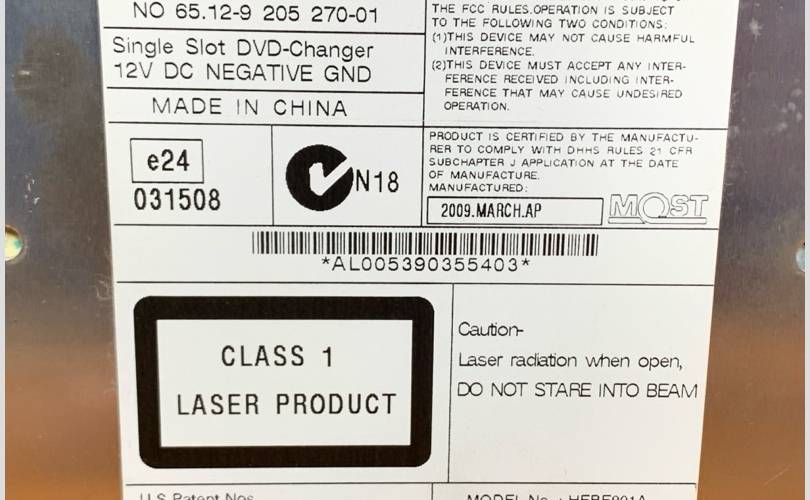 NO 65.12-9 205 270-01
Single Slot DVD-Changer
12V DC NEGATIVE GND
MADE IN CHINA
THE FCC RULES.OPERATION IS SUBJECT
TO THE FOLLOWING TWO CONDITIONS:
(1)THIS DEVICE MAY NOT CAUSE HARMFUL
INTERFERENCE.
(2)THIS DEVICE MUST ACCEPT ANY INTER-
FERENCE RECEIVED INCLUDING INTER-
FERENCE THAT MAY CAUSE UNDESIRED
OPERATION.
e24
031508
N18
PRODUCT IS CERTIFIED BY THE MANUFACTU-
RER TO COMPLY WITH DHHS RULES 21 CFR
SUBCHAPTER J APPLICATION AT THE DATE
OF MANUFACTURE.
MANUFACTURED:
2009.MARCH.AP
MOST
*AL005390355403*
CLASS 1
LASER PRODUCT
Caution-
Laser radiation when open,
DO NOT STARE INTO BEAM
U.S Patent Nos
MODEL No. : HEBF901A